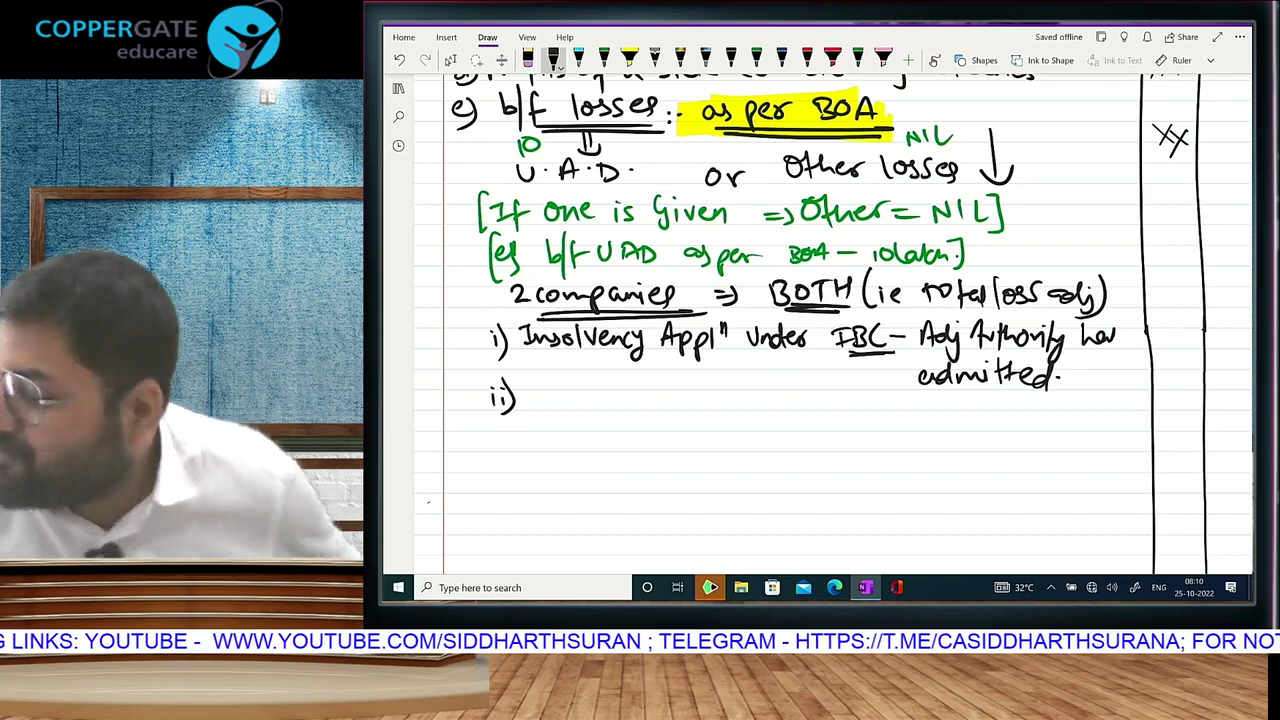 COPPERGATE
educare
Home Insert Draw View Help
Saved offline
Share
Shapes
Ink to Shape
Ink to Text
Ruler
e) b/f losses :- as per BOA
10 NIL
U.A.D. or Other losses
[If one is Given => Other = NIL]
[eg b/f UAD as per BOA - 10 lakh.]
2 companies => BOTH (ie total loss adj)
i) Insolvency Appl" under IBC - Adj Authority has
admitted.
ii)
XX
Type here to search
32°C
ENG
08:10
25-10-2022
G LINKS: YOUTUBE - WWW.YOUTUBE.COM/SIDDHARTHSURAN ; TELEGRAM - HTTPS://T.ME/CASIDDHARTHSURANA; FOR NOT